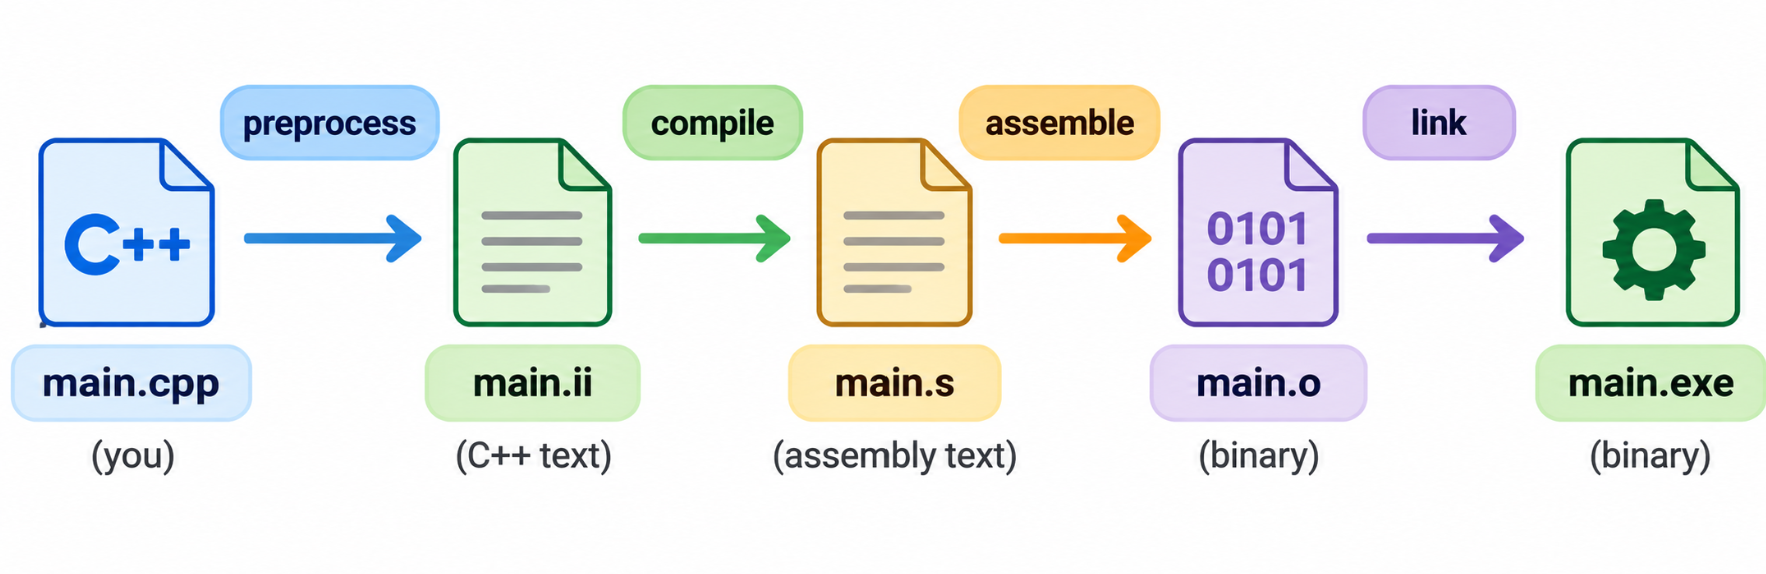 preprocess
compile
assemble
link
C++
0101
0101
main.cpp
main.ii
main.s
main.o
main.exe
(you)
(C++ text)
(assembly text)
(binary)
(binary)